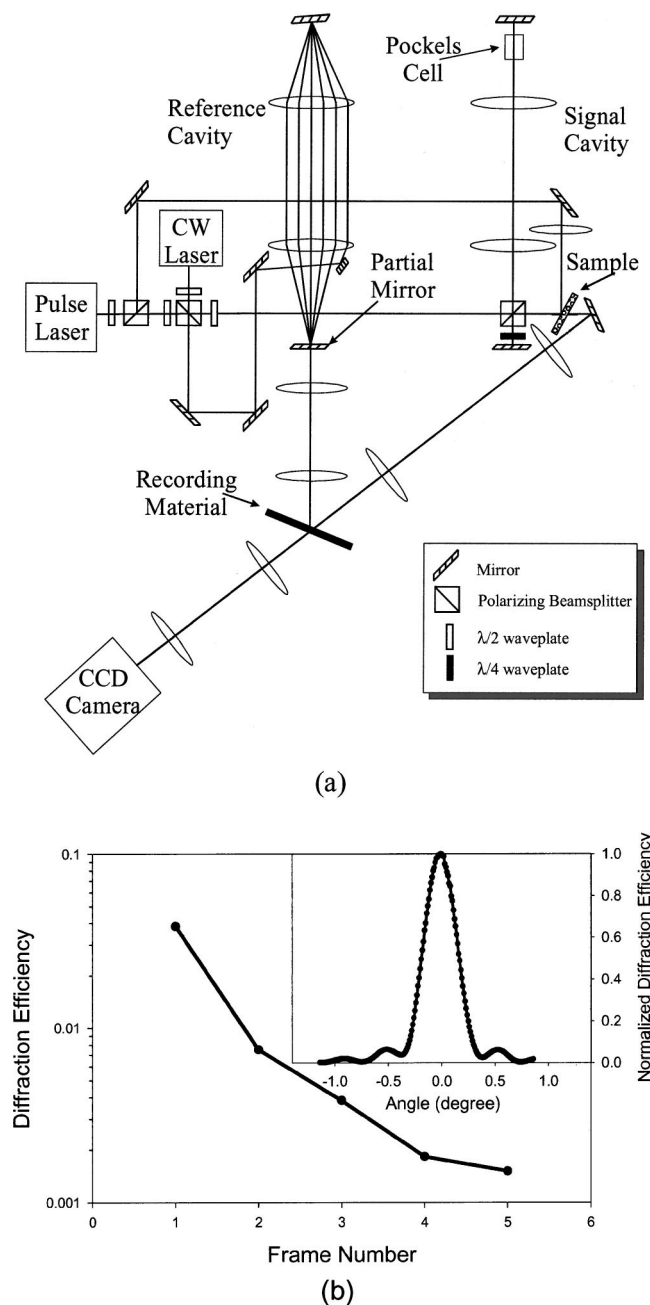 Pockels
Cell
Reference
Cavity
Signal
Cavity
CW
Laser
Partial
Mirror
Sample
Pulse
Laser
Recording
Material
Mirror
Polarizing Beamsplitter
λ/2 waveplate
λ/4 waveplate
CCD
Camera
(a)
0.1
0.01
0.001
Diffraction Efficiency
0
1
2
3
4
5
6
Frame Number
1.0
0.8
0.6
0.4
0.2
0.0
Normalized Diffraction Efficiency
-1.0
-0.5
0.0
0.5
1.0
Angle (degree)
(b)